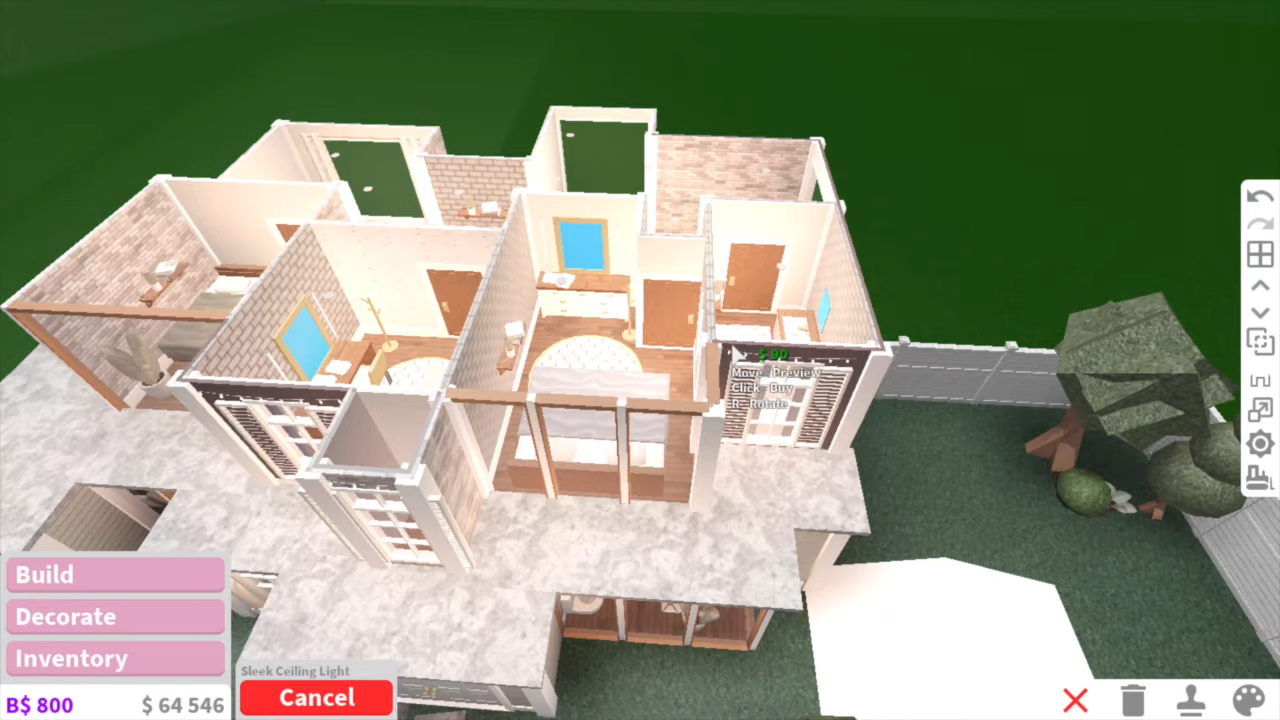 $ 90
Move - Preview
Click - Buy
R - Rotate
Build
Decorate
Inventory
B$ 800
$ 64 546
Sleek Ceiling Light
Cancel